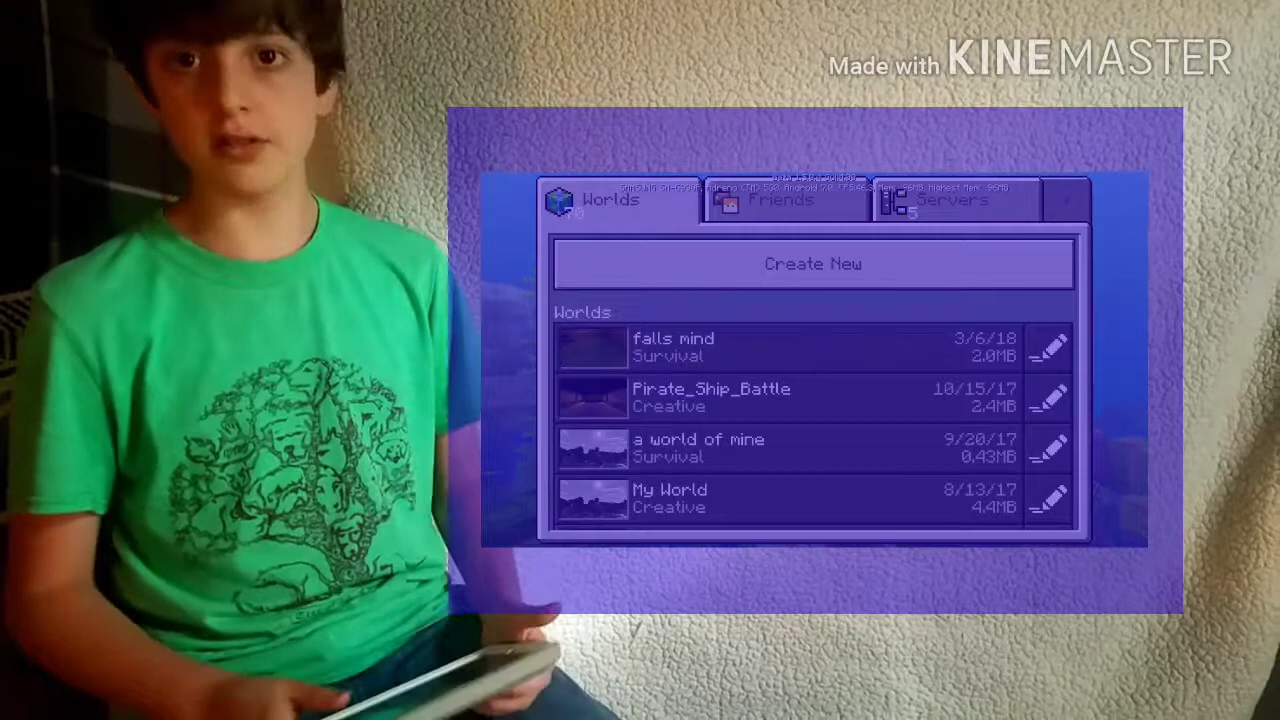 Made with KINEMASTER
Worlds
Friends
Servers
5
Create New
Worlds
falls mind
3/6/18
Survival
2.0MB
Pirate_Ship_Battle
10/15/17
Creative
2.4MB
a world of mine
9/20/17
Survival
0.43MB
My World
8/13/17
Creative
4.4MB